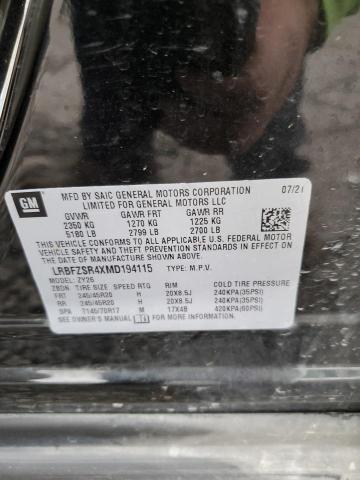 GM
MFD BY SAIC GENERAL MOTORS CORPORATION 07/21
LIMITED FOR GENERAL MOTORS LLC
GVWR GAWR FRT GAWR RR
2350 KG 1270 KG 1225 KG
5180 LB 2799 LB 2700 LB
THIS VEHICLE CONFORMS TO ALL APPLICABLE U.S. FEDERAL MOTOR
VEHICLE SAFETY AND THEFT PREVENTION STANDARDS IN EFFECT ON
THE DATE OF MANUFACTURE SHOWN ABOVE.
LRBFZSR4XMD194115 TYPE: M.P.V.
MODEL: ZY26
ZBDN TIRE SIZE SPEED RTG RIM COLD TIRE PRESSURE
FRT 245/45R20 H 20X8.5J 240KPA(35PSI)
RR 245/45R20 H 20X8.5J 240KPA(35PSI)
SPA T145/70R17 M 17X4B 420KPA(60PSI)
SEE OWNER'S MANUAL FOR MORE INFORMATION.